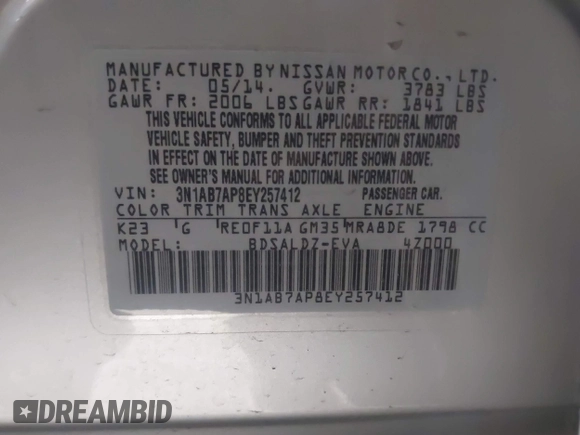 MANUFACTURED BY NISSAN MOTOR CO., LTD.
DATE: 05/14. GVWR: 3783 LBS
GAWR FR: 2006 LBS GAWR RR: 1841 LBS
THIS VEHICLE CONFORMS TO ALL APPLICABLE FEDERAL MOTOR
VEHICLE SAFETY, BUMPER AND THEFT PREVENTION STANDARDS
IN EFFECT ON THE DATE OF MANUFACTURE SHOWN ABOVE.
SEE OWNER'S MANUAL FOR ADDITIONAL INFORMATION.
VIN: 3N1AB7AP8EY257412 PASSENGER CAR.
COLOR TRIM TRANS AXLE ENGINE
K23 G RE0F11A GM35 MRA8DE 1798 CC
MODEL: BDSALDZ-EVA 4Z000
3N1AB7AP8EY257412
DREAMBID